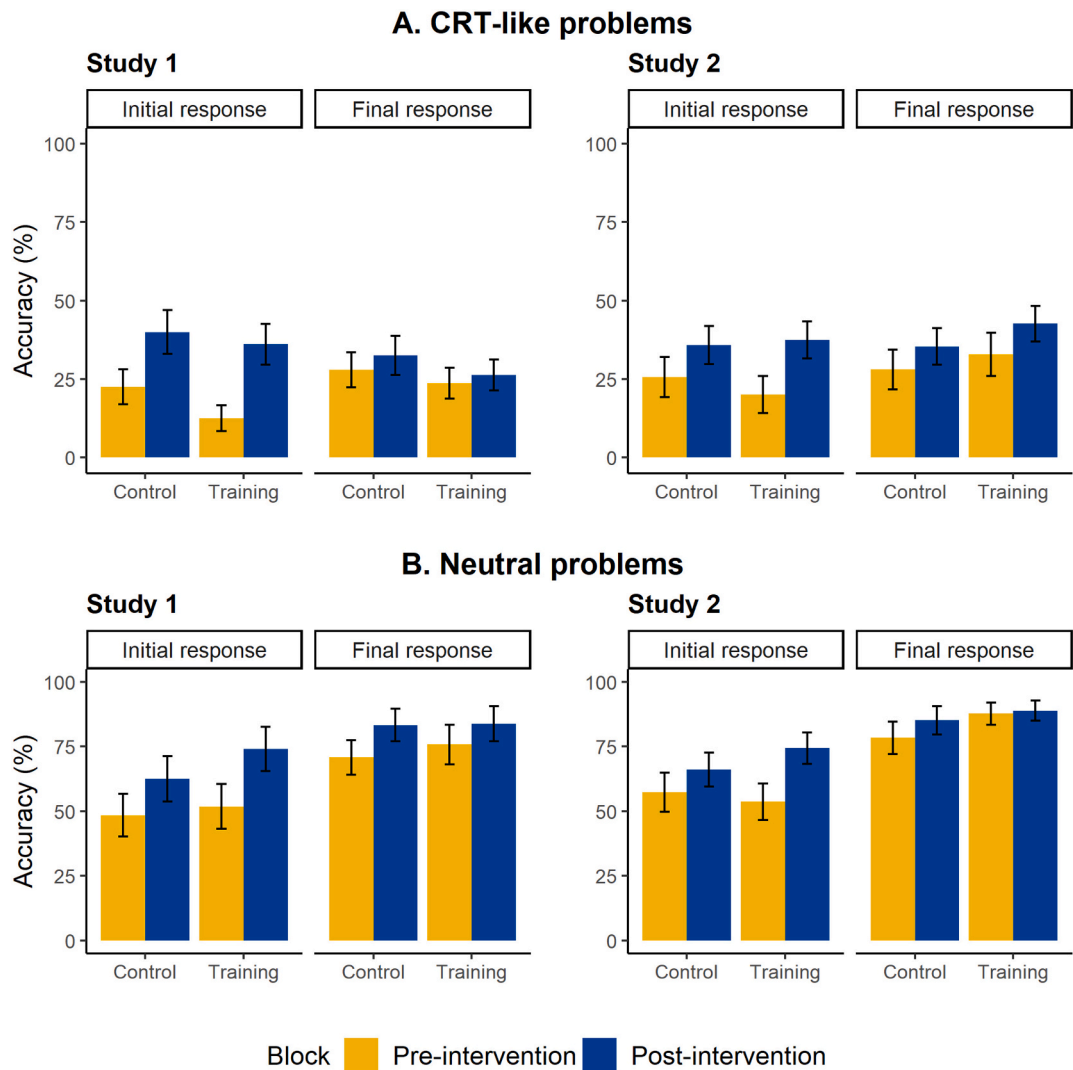 A. CRT-like problems
Study 1
Study 2
Initial response
Final response
Initial response
Final response
Accuracy (%)
100
75
50
25
0
100
75
50
25
0
Control
Training
Control
Training
Control
Training
Control
Training
B. Neutral problems
Study 1
Study 2
Initial response
Final response
Initial response
Final response
Accuracy (%)
100
75
50
25
0
100
75
50
25
0
Control
Training
Control
Training
Control
Training
Control
Training
Block Pre-intervention Post-intervention